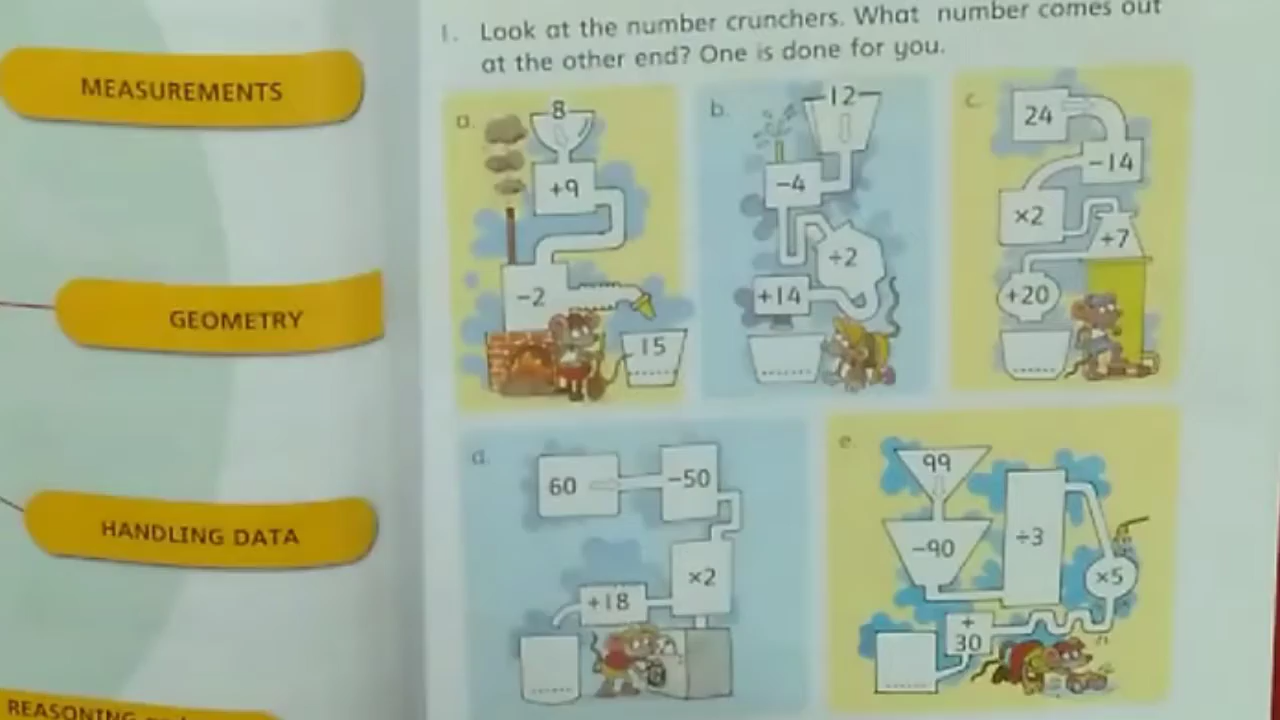 MEASUREMENTS
GEOMETRY
HANDLING DATA
REASONING
1. Look at the number crunchers. What number comes out
at the other end? One is done for you.
a.
8
+9
-2
15
b.
12
-4
÷2
+14
c.
24
-14
×2
+7
+20
d.
60
-50
×2
+18
e.
99
-90
÷3
×5
+
30